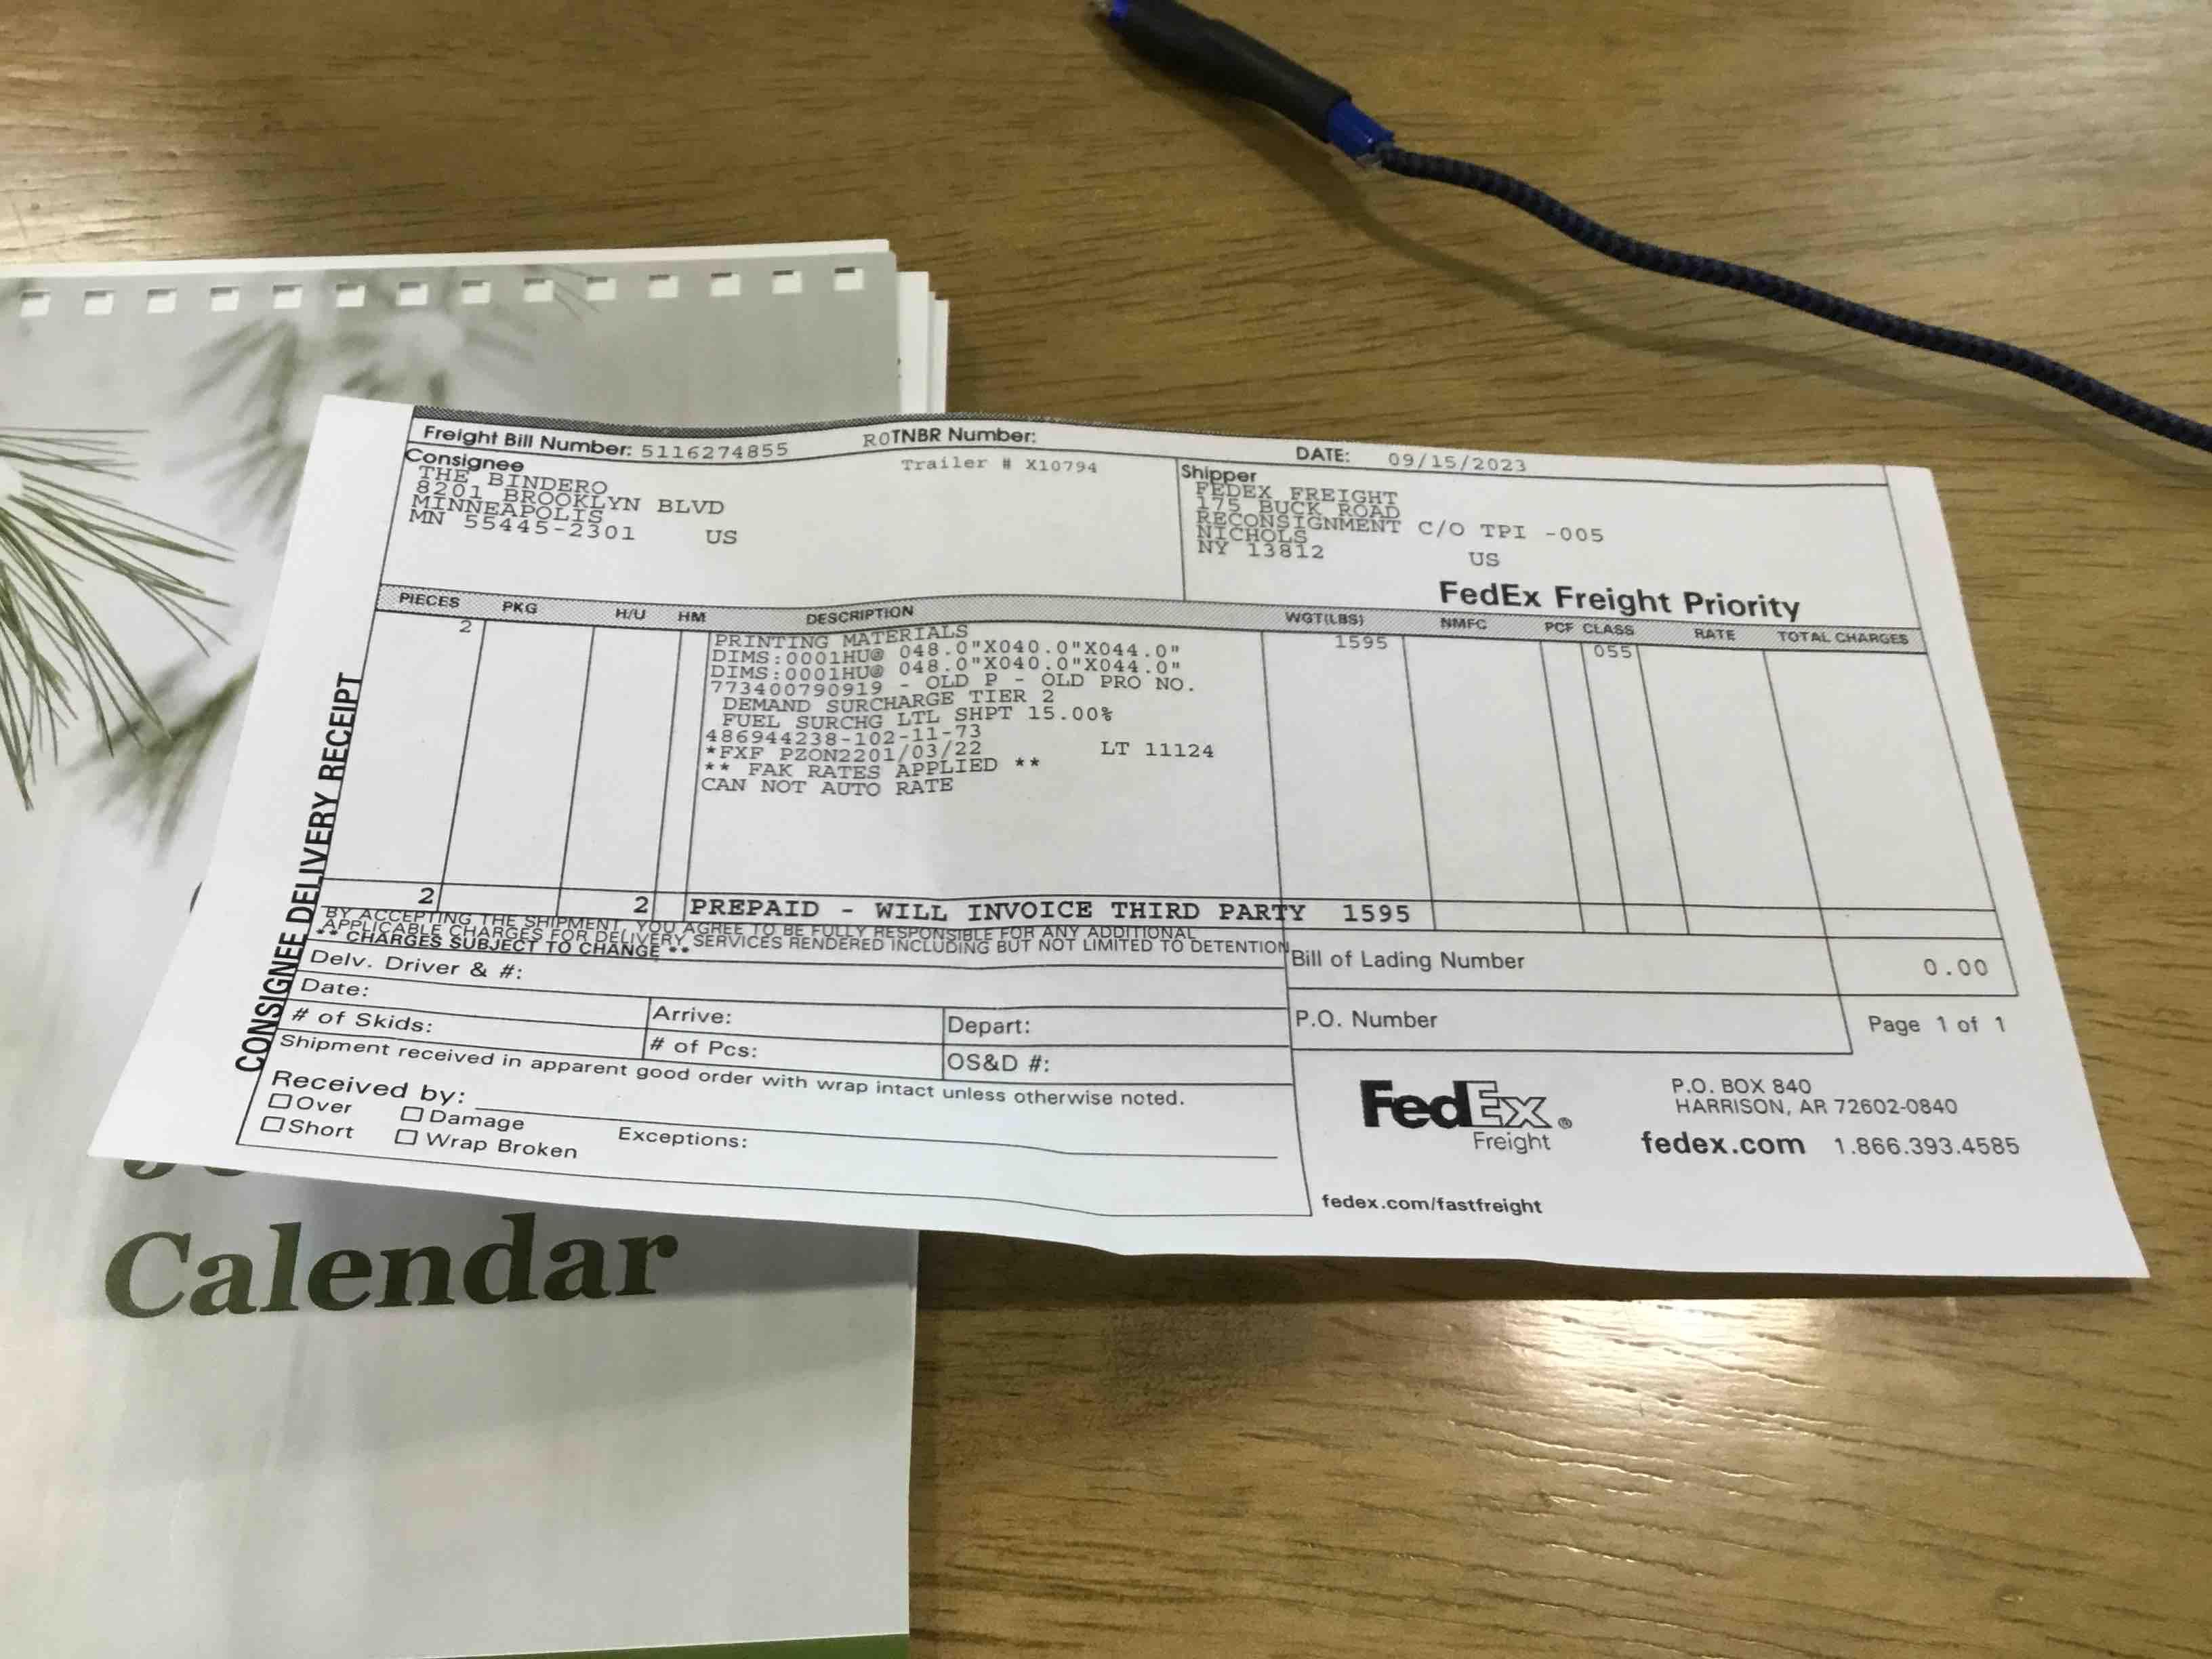 Freight Bill Number: 5116274855 ROTNBR Number: DATE: 09/15/2023
Consignee
THE BINDERO
8201 BROOKLYN BLVD
MINNEAPOLIS
MN 55445-2301 US
Trailer # X10794
Shipper
FEDEX FREIGHT
175 BUCK ROAD
RECONSIGNMENT C/O TPI -005
NICHOLS
NY 13812 US
FedEx Freight Priority
PIECES PKG H/U HM DESCRIPTION WGT(LBS) NMFC PCF CLASS RATE TOTAL CHARGES
2 PRINTING MATERIALS 1595 055
DIMS:0001HU@ 048.0"X040.0"X044.0"
DIMS:0001HU@ 048.0"X040.0"X044.0"
773400790919 - OLD P - OLD PRO NO.
DEMAND SURCHARGE TIER 2
FUEL SURCHG LTL SHPT 15.00%
486944238-102-11-73
*FXF PZON2201/03/22 LT 11124
** FAK RATES APPLIED **
CAN NOT AUTO RATE
2 2 PREPAID - WILL INVOICE THIRD PARTY 1595
BY ACCEPTING THE SHIPMENT, YOU AGREE TO BE FULLY RESPONSIBLE FOR ANY ADDITIONAL
APPLICABLE CHARGES FOR DELIVERY SERVICES RENDERED INCLUDING BUT NOT LIMITED TO DETENTION
** CHARGES SUBJECT TO CHANGE **
CONSIGNEE DELIVERY RECEIPT
Delv. Driver & #:
Date: Arrive: Depart:
# of Skids: # of Pcs: OS&D #:
Shipment received in apparent good order with wrap intact unless otherwise noted.
Received by:
Over Damage
Short Wrap Broken
Exceptions:
Bill of Lading Number 0.00
P.O. Number
Page 1 of 1
FedEx®
Freight
P.O. BOX 840
HARRISON, AR 72602-0840
fedex.com 1.866.393.4585
fedex.com/fastfreight
Calendar